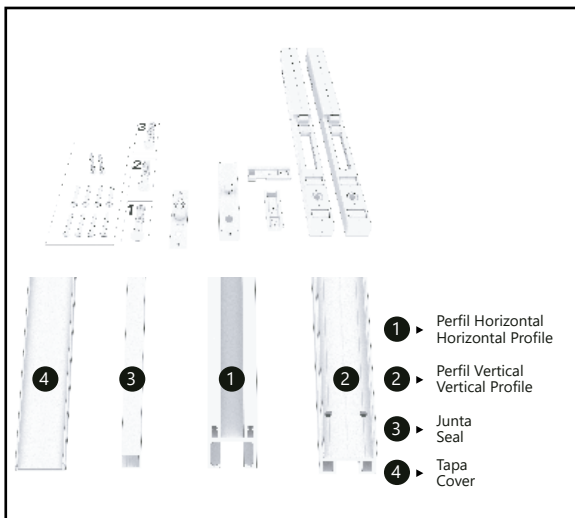 3
2
1
4
3
1
2
1 Perfil Horizontal
Horizontal Profile
2 Perfil Vertical
Vertical Profile
3 Junta
Seal
4 Tapa
Cover